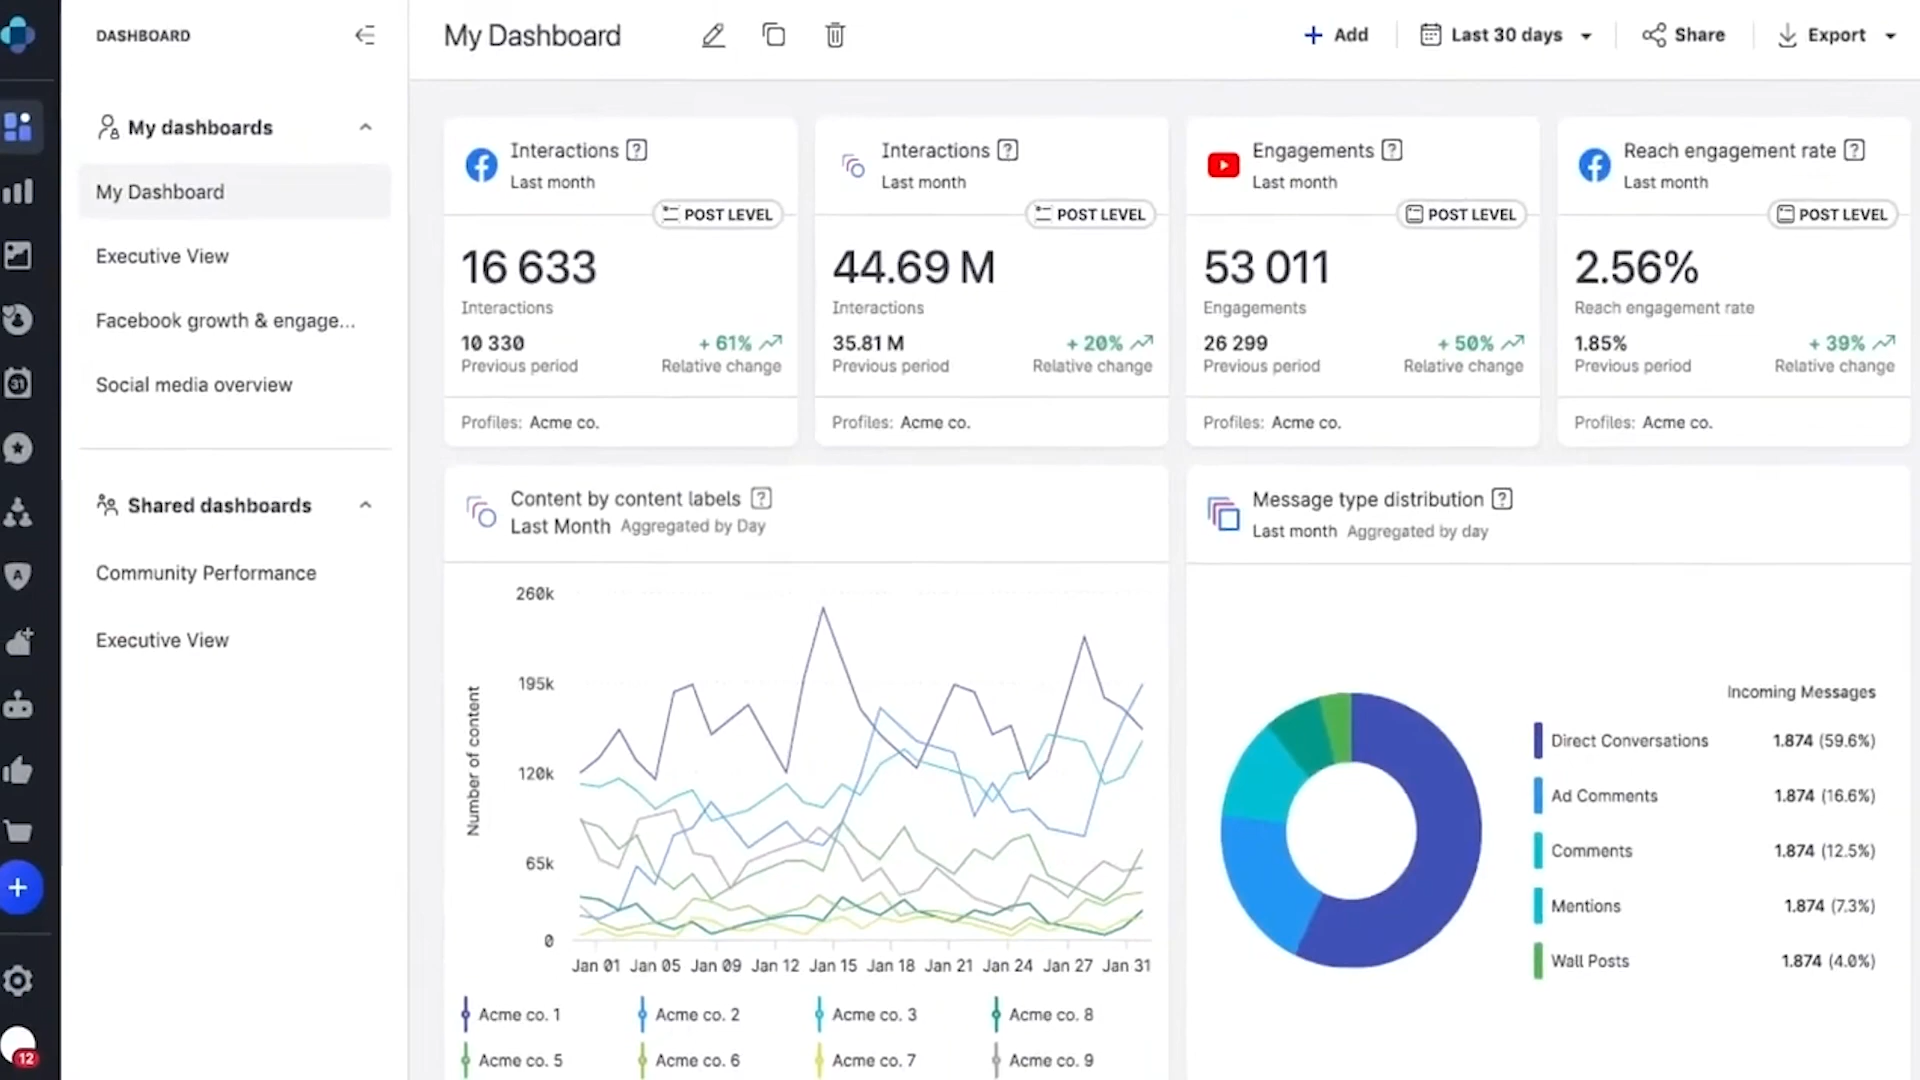 DASHBOARD
My dashboards
My Dashboard
Executive View
Facebook growth & engage...
Social media overview
Shared dashboards
Community Performance
Executive View
31
A
12
My Dashboard
Add
Last 30 days
Share
Export
Interactions ?
Last month
POST LEVEL
16 633
Interactions
10 330
+ 61%
Previous period
Relative change
Profiles: Acme co.
Interactions ?
Last month
POST LEVEL
44.69 M
Interactions
35.81 M
+ 20%
Previous period
Relative change
Profiles: Acme co.
Engagements ?
Last month
POST LEVEL
53 011
Engagements
26 299
+ 50%
Previous period
Relative change
Profiles: Acme co.
Reach engagement rate ?
Last month
POST LEVEL
2.56%
Reach engagement rate
1.85%
+ 39%
Previous period
Relative change
Profiles: Acme co.
Content by content labels ?
Last Month Aggregated by Day
Number of content
260k
195k
120k
65k
0
Jan 01 Jan 05 Jan 09 Jan 12 Jan 15 Jan 18 Jan 21 Jan 24 Jan 27 Jan 31
Acme co. 1 Acme co. 2 Acme co. 3 Acme co. 8
Acme co. 5 Acme co. 6 Acme co. 7 Acme co. 9
Message type distribution ?
Last month Aggregated by day
Incoming Messages
Direct Conversations 1.874 (59.6%)
Ad Comments 1.874 (16.6%)
Comments 1.874 (12.5%)
Mentions 1.874 (7.3%)
Wall Posts 1.874 (4.0%)